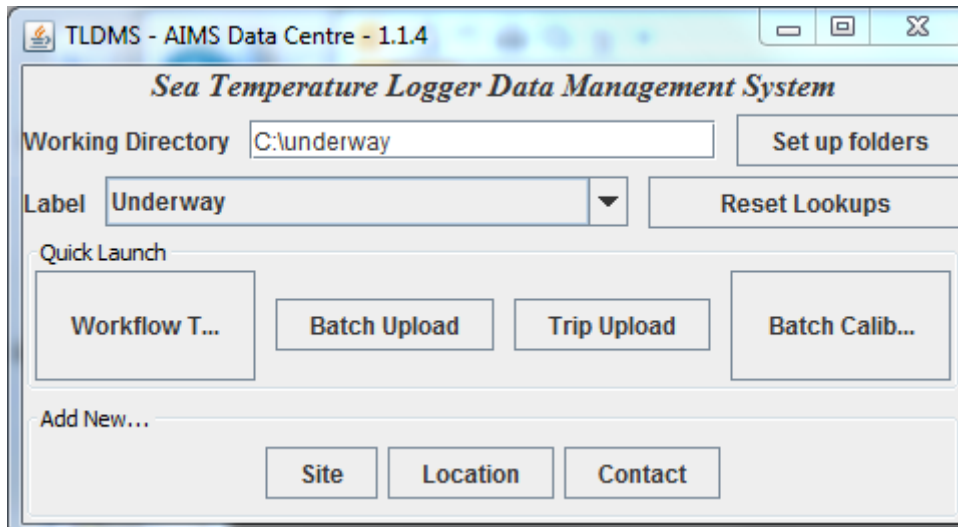 TLDMS - AIMS Data Centre - 1.1.4
Sea Temperature Logger Data Management System
Working Directory C:\underway Set up folders
Label Underway Reset Lookups
Quick Launch
Workflow T... Batch Upload Trip Upload Batch Calib...
Add New...
Site Location Contact